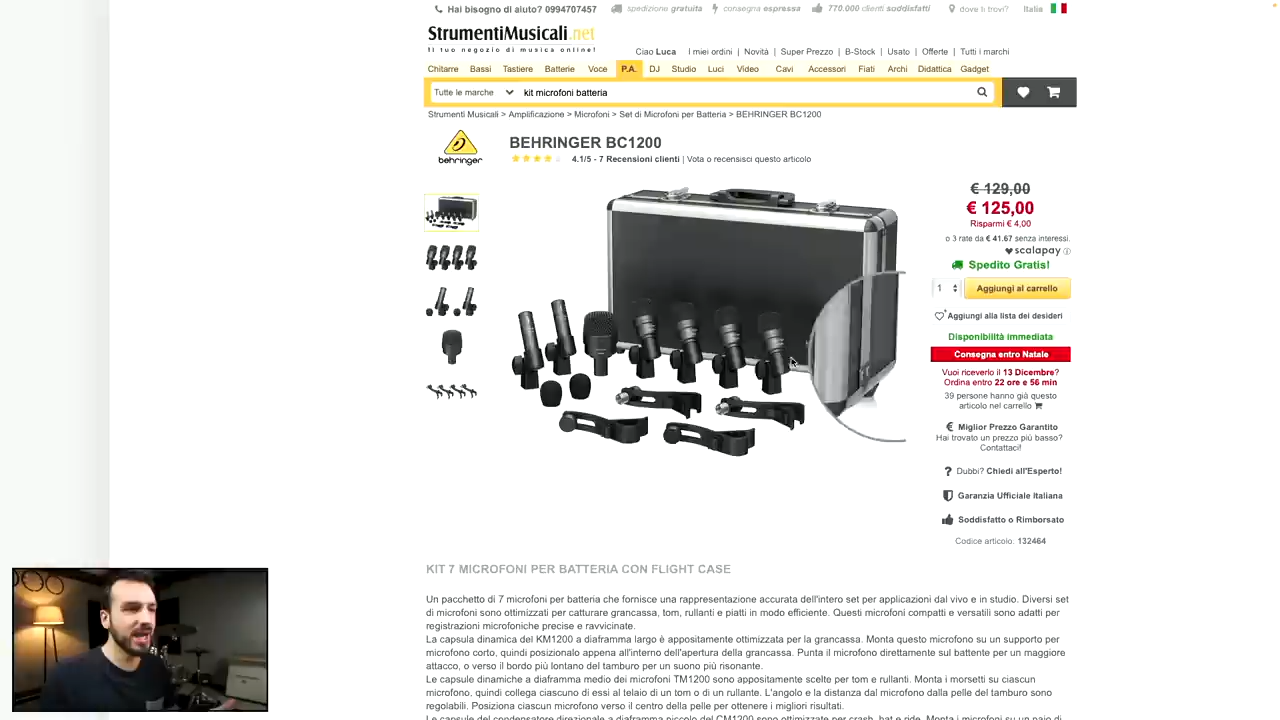 Hai bisogno di aiuto? 0994707457 spedizione gratuita consegna espressa 770.000 clienti soddisfatti dove ti trovi? Italia
StrumentiMusicali.net
Il tuo negozio di musica online!
Ciao Luca I miei ordini | Novità | Super Prezzo | B-Stock | Usato | Offerte | Tutti i marchi
Chitarre Bassi Tastiere Batterie Voce P.A. DJ Studio Luci Video Cavi Accessori Fiati Archi Didattica Gadget
Tutte le marche kit microfoni batteria
Strumenti Musicali > Amplificazione > Microfoni > Set di Microfoni per Batteria > BEHRINGER BC1200
behringer
BEHRINGER BC1200
4.1/5 - 7 Recensioni clienti | Vota o recensisci questo articolo
€ 129,00
€ 125,00
Risparmi € 4,00
o 3 rate da € 41.67 senza interessi.
scalapay
Spedito Gratis!
1 Aggiungi al carrello
Aggiungi alla lista dei desideri
Disponibilità immediata
Consegna entro Natale
Vuoi riceverlo il 13 Dicembre?
Ordina entro 22 ore e 56 min
39 persone hanno già questo
articolo nel carrello
Miglior Prezzo Garantito
Hai trovato un prezzo più basso?
Contattaci!
Dubbi? Chiedi all'Esperto!
Garanzia Ufficiale Italiana
Soddisfatto o Rimborsato
Codice articolo. 132464
KIT 7 MICROFONI PER BATTERIA CON FLIGHT CASE
Un pacchetto di 7 microfoni per batteria che fornisce una rappresentazione accurata dell'intero set per applicazioni dal vivo e in studio. Diversi set
di microfoni sono ottimizzati per catturare grancassa, tom, rullanti e piatti in modo efficiente. Questi microfoni compatti e versatili sono adatti per
registrazioni microfoniche precise e ravvicinate.
La capsula dinamica del KM1200 a diaframma largo è appositamente ottimizzata per la grancassa. Monta questo microfono su un supporto per
microfono corto, quindi posizionalo appena all'interno dell'apertura della grancassa. Punta il microfono direttamente sul battente per un maggiore
attacco, o verso il bordo più lontano del tamburo per un suono più risonante.
Le capsule dinamiche a diaframma medio dei microfoni TM1200 sono appositamente scelte per tom e rullanti. Monta i morsetti su ciascun
microfono, quindi collega ciascuno di essi al telaio di un tom o di un rullante. L'angolo e la distanza dal microfono dalla pelle del tamburo sono
regolabili. Posiziona ciascun microfono verso il centro della pelle per ottenere i migliori risultati.
Le capsule del condensatore direzionale a diaframma piccolo del CM1200 sono ottimizzate per crash, hat e ride. Monta i microfoni su un paio di